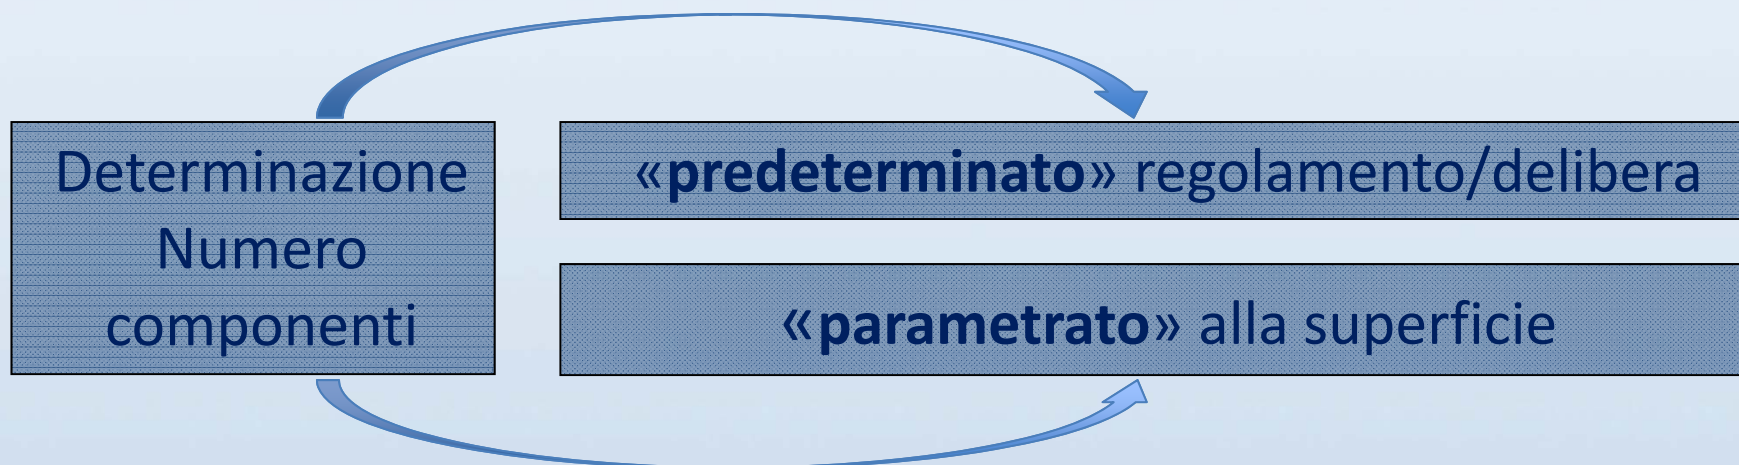 Determinazione
Numero
componenti
«predeterminato» regolamento/delibera
«parametrato» alla superficie